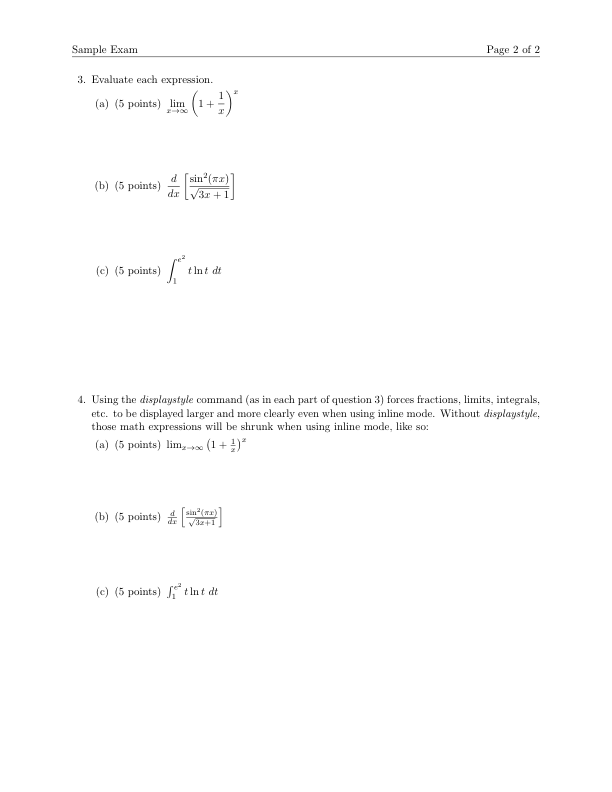 Sample Exam Page 2 of 2
3. Evaluate each expression.
(a) (5 points) $\displaystyle \lim_{x\to\infty} \left(1+\frac{1}{x}\right)^x$
(b) (5 points) $\displaystyle \frac{d}{dx}\left[\frac{\sin^2(\pi x)}{\sqrt{3x+1}}\right]$
(c) (5 points) $\displaystyle \int_1^{e^2} t \ln t \ dt$
4. Using the displaystyle command (as in each part of question 3) forces fractions, limits, integrals,
etc. to be displayed larger and more clearly even when using inline mode. Without displaystyle,
those math expressions will be shrunk when using inline mode, like so:
(a) (5 points) $\lim_{x\to\infty} \left(1+\frac{1}{x}\right)^x$
(b) (5 points) $\frac{d}{dx}\left[\frac{\sin^2(\pi x)}{\sqrt{3x+1}}\right]$
(c) (5 points) $\int_1^{e^2} t \ln t \ dt$